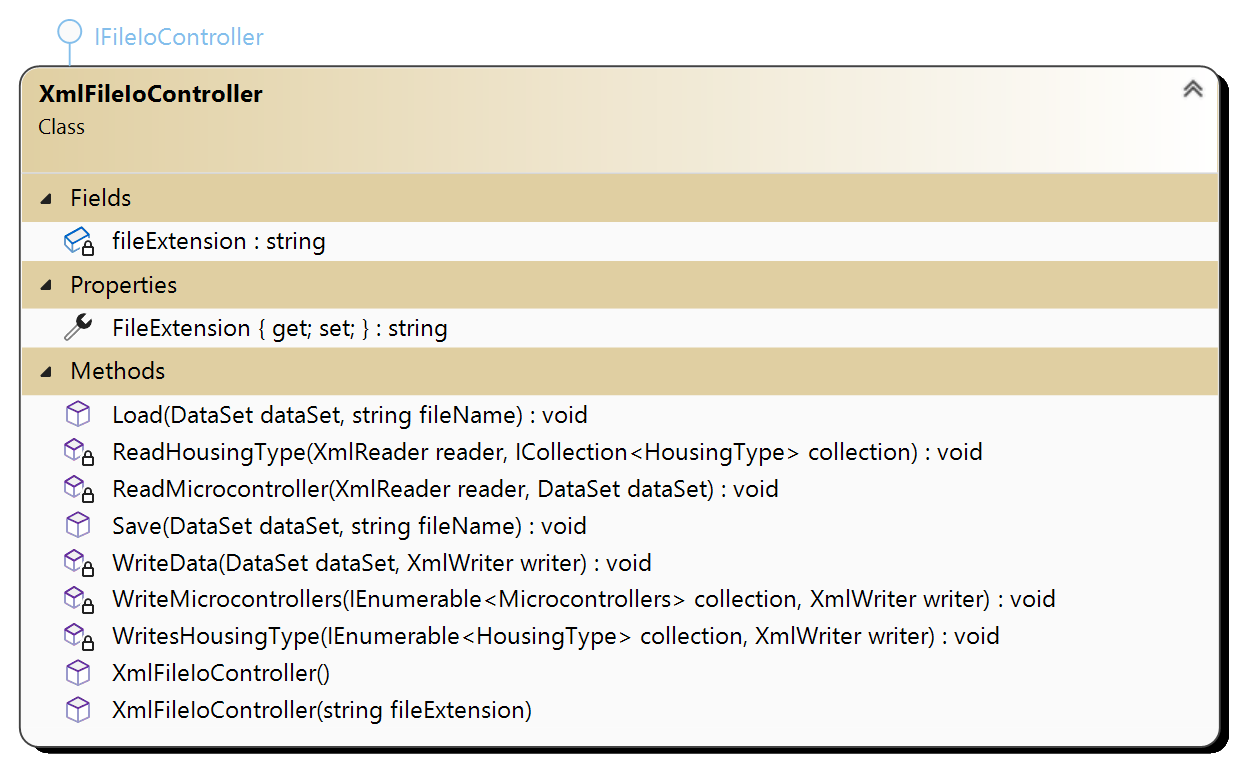 IFileIoController
XmlFileIoController
Class
Fields
fileExtension : string
Properties
FileExtension { get; set; } : string
Methods
Load(DataSet dataSet, string fileName) : void
ReadHousingType(XmlReader reader, ICollection<HousingType> collection) : void
ReadMicrocontroller(XmlReader reader, DataSet dataSet) : void
Save(DataSet dataSet, string fileName) : void
WriteData(DataSet dataSet, XmlWriter writer) : void
WriteMicrocontrollers(IEnumerable<Microcontrollers> collection, XmlWriter writer) : void
WritesHousingType(IEnumerable<HousingType> collection, XmlWriter writer) : void
XmlFileIoController()
XmlFileIoController(string fileExtension)